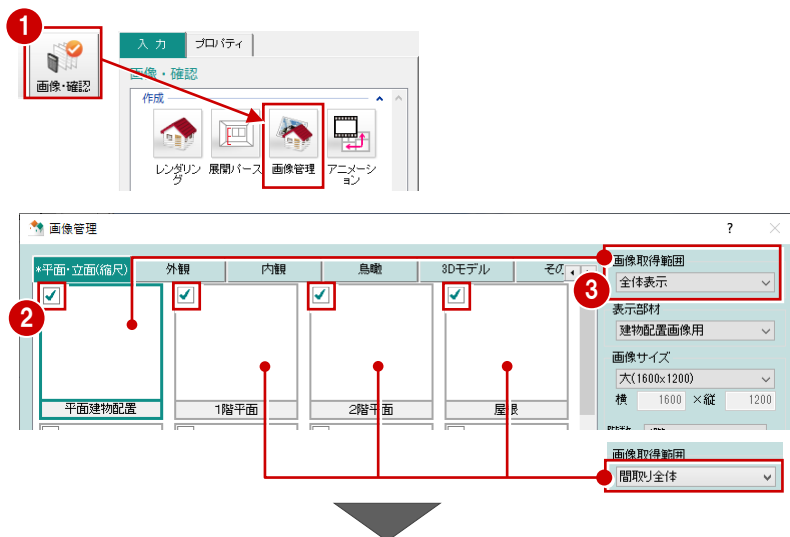 1
画像・確認
入 力 プロパティ
画像・確認
作成
レンダリング 展開パース 画像管理 アニメーション
画像管理 ?
*平面・立面(縮尺) 外観 内観 鳥瞰 3Dモデル
2
3
画像取得範囲
全体表示
表示部材
建物配置画像用
画像サイズ
大(1600x1200)
横 1600 ×縦 1200
平面建物配置 1階平面 2階平面 屋根
画像取得範囲
間取り全体